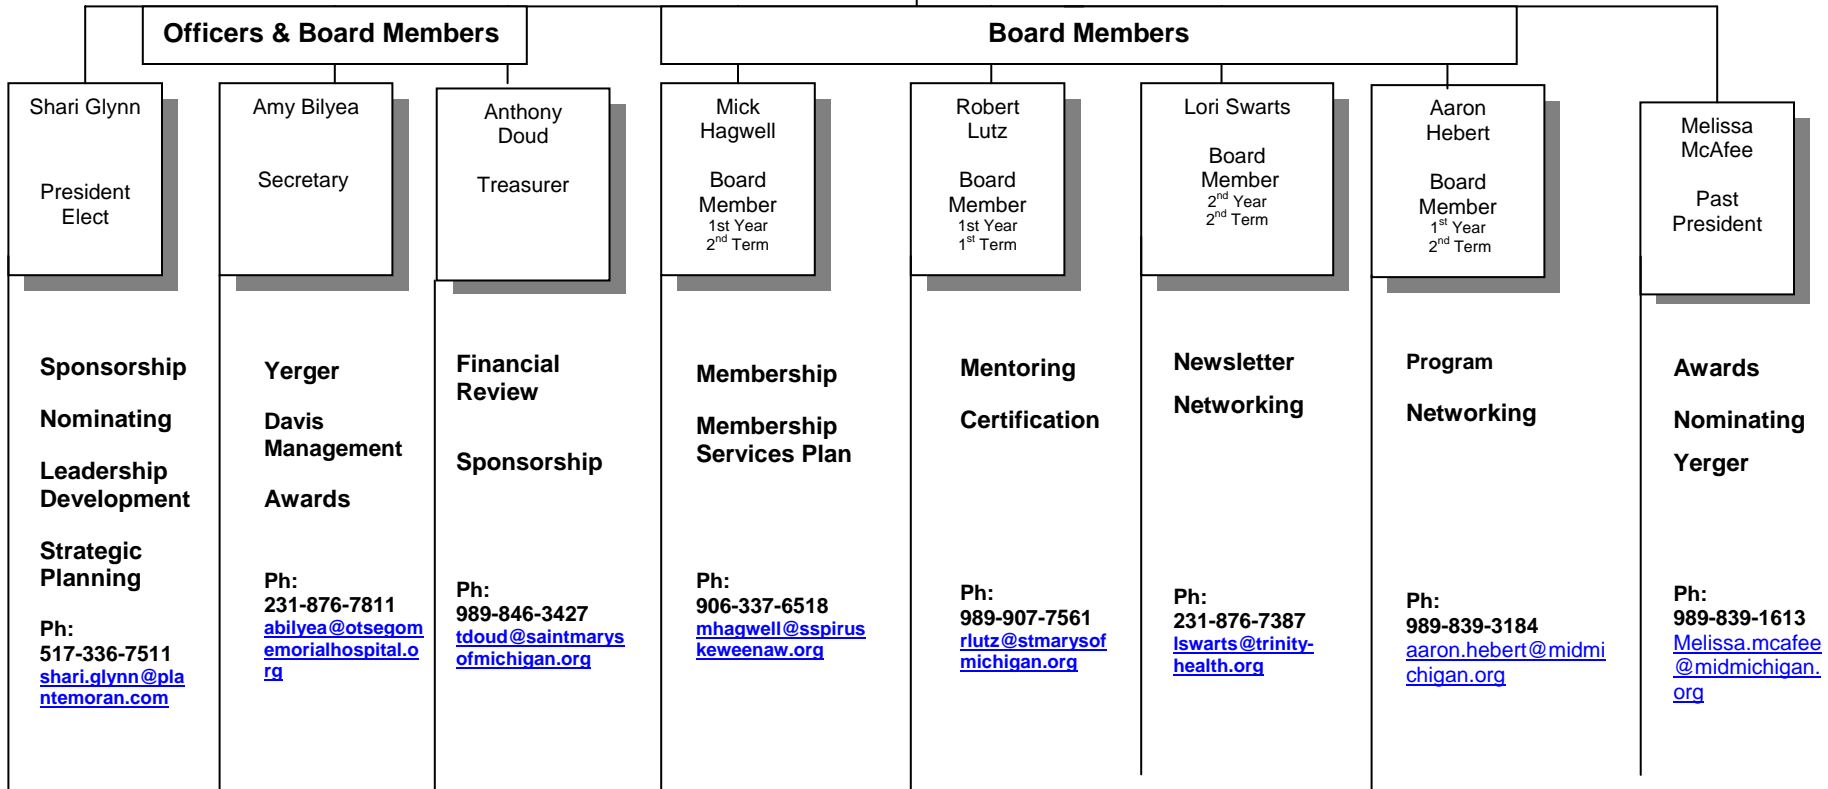 Officers & Board Members
Board Members
Shari Glynn
President
Elect
Amy Bilyea
Secretary
Anthony
Doud
Treasurer
Mick
Hagwell
Board
Member
1st Year
2nd Term
Robert
Lutz
Board
Member
1st Year
1st Term
Lori Swarts
Board
Member
2nd Year
2nd Term
Aaron
Hebert
Board
Member
1st Year
2nd Term
Melissa
McAfee
Past
President
Sponsorship
Nominating
Leadership
Development
Strategic
Planning
Ph:
517-336-7511
shari.glynn@pla
ntemoran.com
Yerger
Davis
Management
Awards
Ph:
231-876-7811
abilyea@otsegom
emorialhospital.o
rg
Financial
Review
Sponsorship
Ph:
989-846-3427
tdoud@saintmarys
ofmichigan.org
Membership
Membership
Services Plan
Ph:
906-337-6518
mhagwell@sspirus
keweenaw.org
Mentoring
Certification
Ph:
989-907-7561
rlutz@stmarysof
michigan.org
Newsletter
Networking
Ph:
231-876-7387
lswarts@trinity-
health.org
Program
Networking
Ph:
989-839-3184
aaron.hebert@midmi
chigan.org
Awards
Nominating
Yerger
Ph:
989-839-1613
Melissa.mcafee
@midmichigan.
org